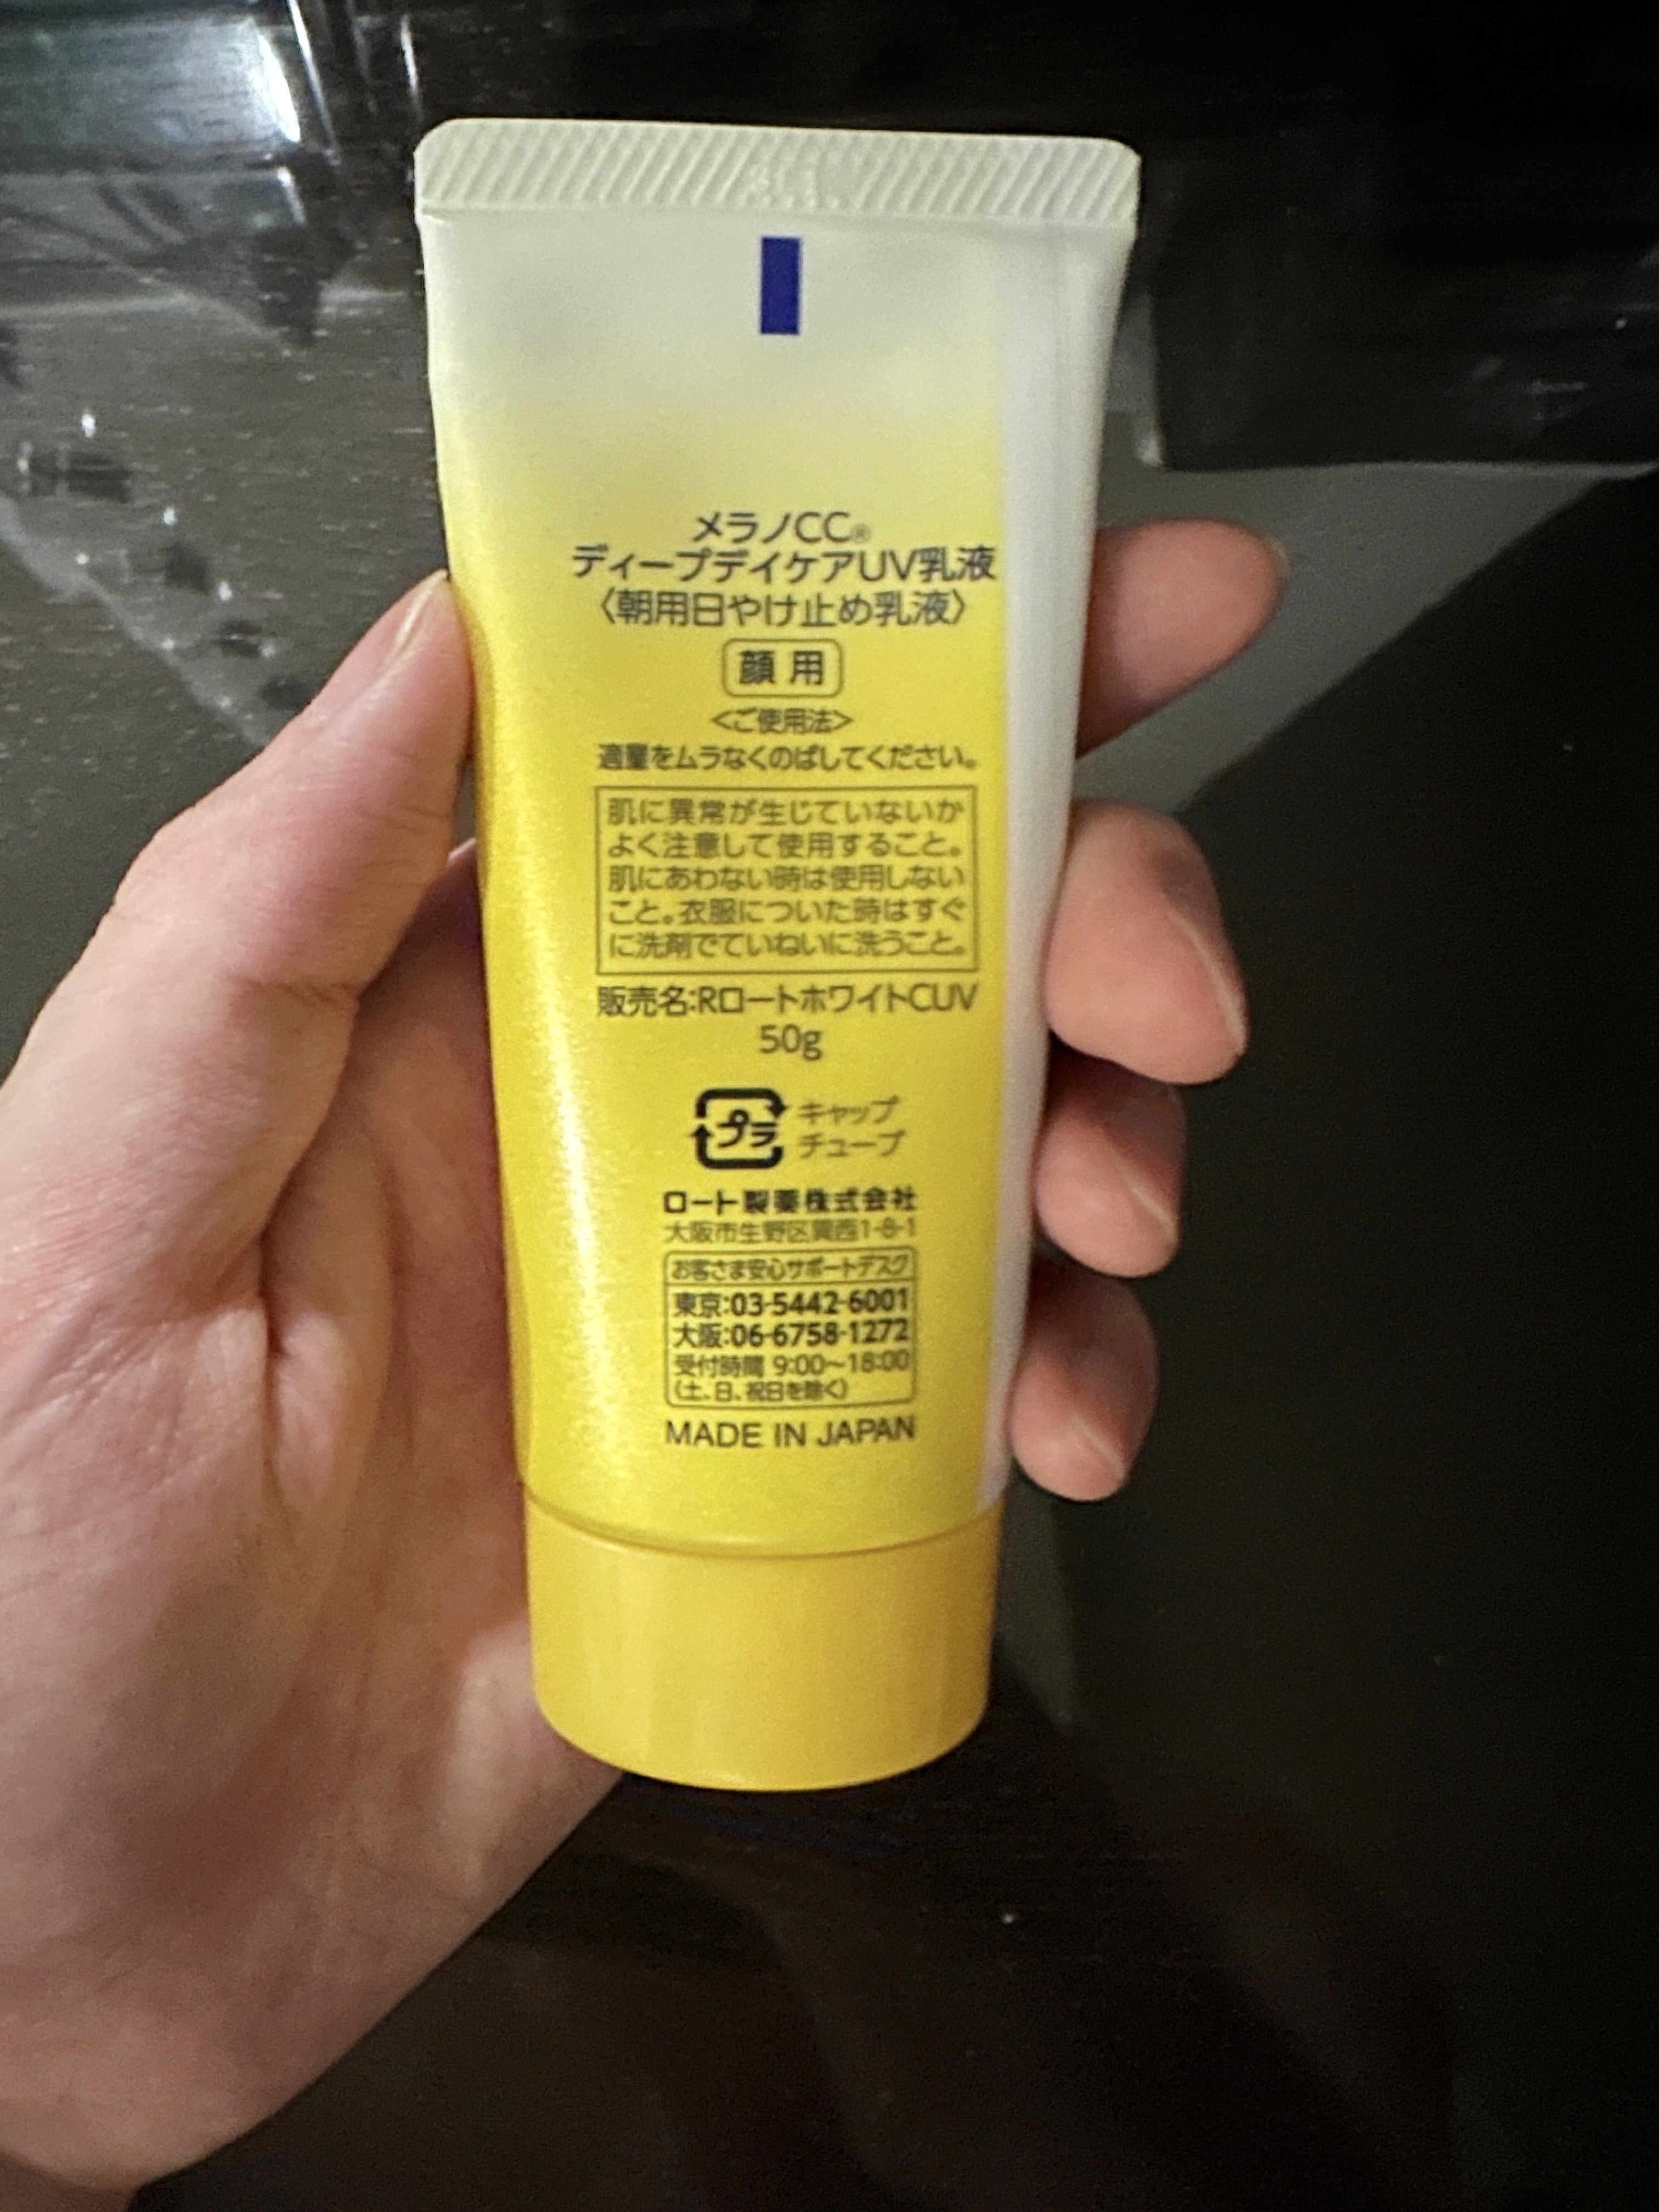 メラノCC®
ディープデイケアUV乳液
〈朝用日やけ止め乳液〉
顔用
<ご使用法>
適量をムラなくのばしてください。
肌に異常が生じていないか
よく注意して使用すること。
肌にあわない時は使用しない
こと。衣服についた時はすぐ
に洗剤でていねいに洗うこと。
販売名:RロートホワイトCUV
50g
プラ
キャップ
チューブ
ロート製薬株式会社
大阪市生野区巽西1-8-1
お客さま安心サポートデスク
東京:03-5442-6001
大阪:06-6758-1272
受付時間 9:00〜18:00
(土、日、祝日を除く)
MADE IN JAPAN